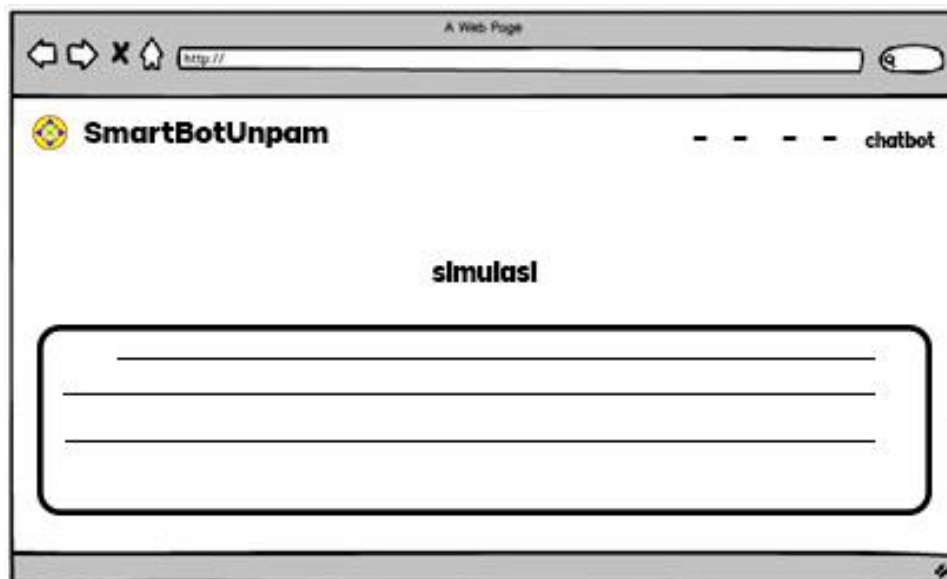 A Web Page
http://
SmartBotUnpam
- - - - chatbot
simulasi